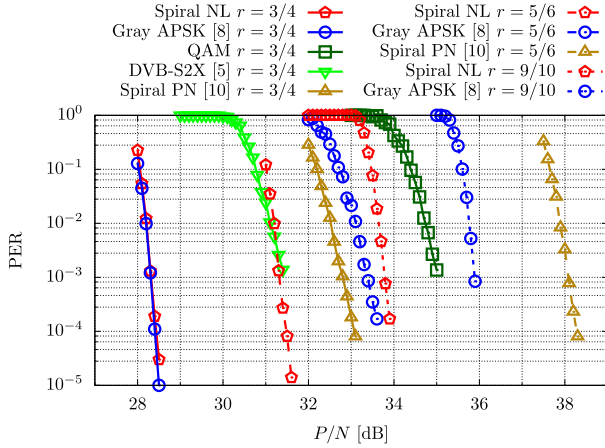 Spiral NL r = 3/4
Gray APSK [8] r = 3/4
QAM r = 3/4
DVB-S2X [5] r = 3/4
Spiral PN [10] r = 3/4
Spiral NL r = 5/6
Gray APSK [8] r = 5/6
Spiral PN [10] r = 5/6
Spiral NL r = 9/10
Gray APSK [8] r = 9/10
PER
10^0
10^−1
10^−2
10^−3
10^−4
10^−5
28 30 32 34 36 38
P/N [dB]